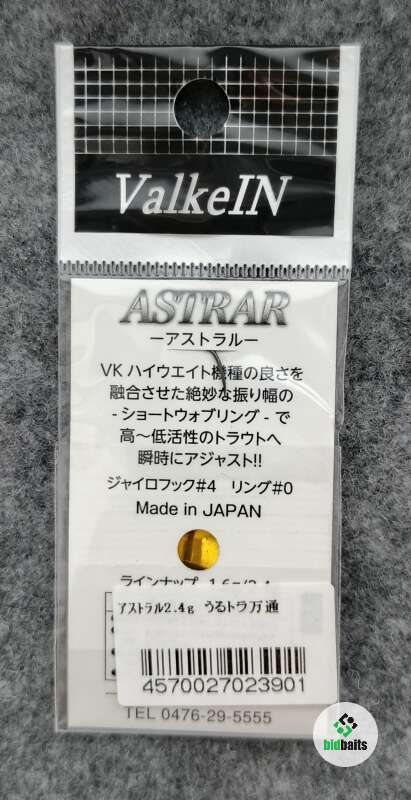 ValkeIN
ASTRAR
－アストラル－
VK ハイウエイト機種の良さを
融合させた絶妙な振り幅の
- ショートウォブリング - で
高〜低活性のトラウトへ
瞬時にアジャスト!!
ジャイロフック#4　リング#0
Made in JAPAN
ラインナップ
アストラル2.4g うるトラ万通
4570027023901
TEL 0476-29-5555
bidbaits